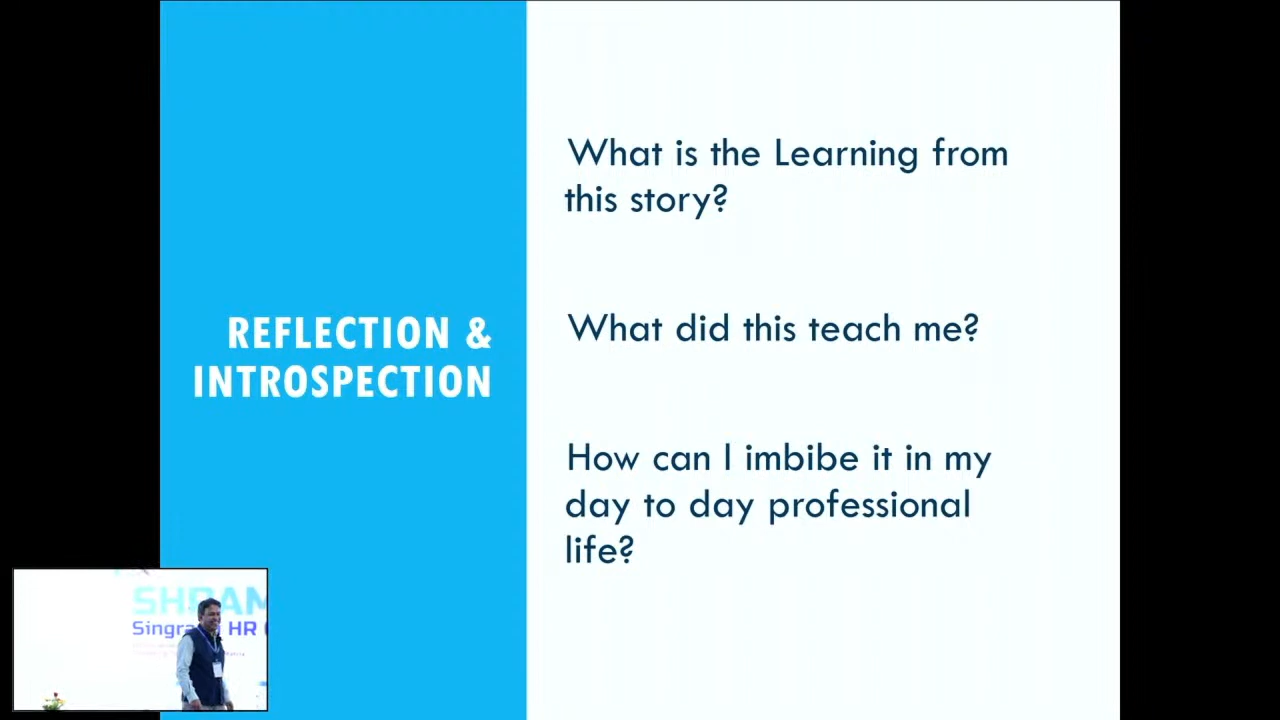 REFLECTION &
INTROSPECTION
What is the Learning from
this story?
What did this teach me?
How can I imbibe it in my
day to day professional
life?
HR